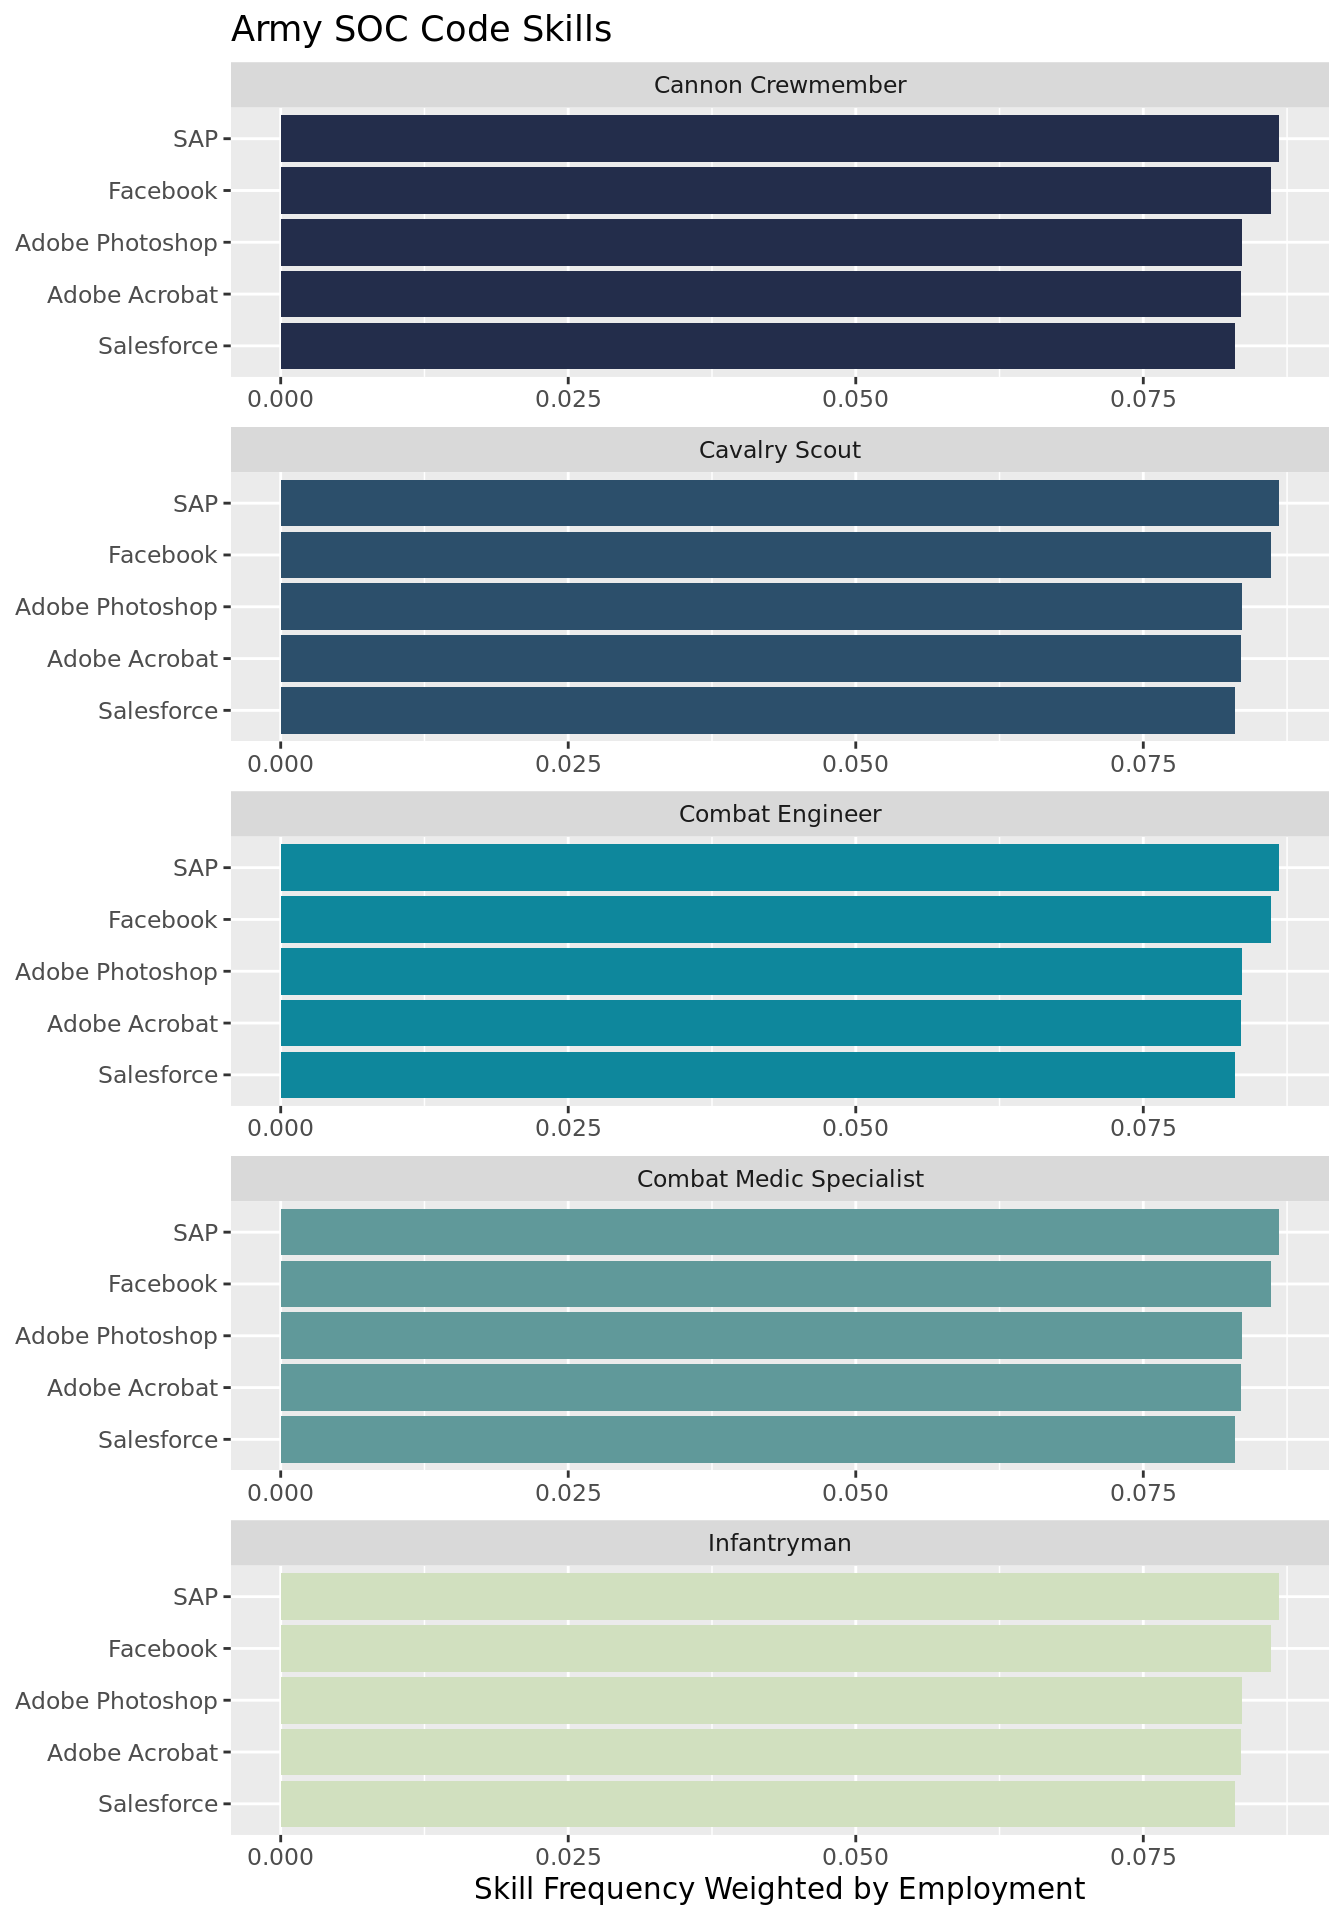 Army SOC Code Skills
Cannon Crewmember
SAP
Facebook
Adobe Photoshop
Adobe Acrobat
Salesforce
0.000 0.025 0.050 0.075
Cavalry Scout
SAP
Facebook
Adobe Photoshop
Adobe Acrobat
Salesforce
0.000 0.025 0.050 0.075
Combat Engineer
SAP
Facebook
Adobe Photoshop
Adobe Acrobat
Salesforce
0.000 0.025 0.050 0.075
Combat Medic Specialist
SAP
Facebook
Adobe Photoshop
Adobe Acrobat
Salesforce
0.000 0.025 0.050 0.075
Infantryman
SAP
Facebook
Adobe Photoshop
Adobe Acrobat
Salesforce
0.000 0.025 0.050 0.075
Skill Frequency Weighted by Employment